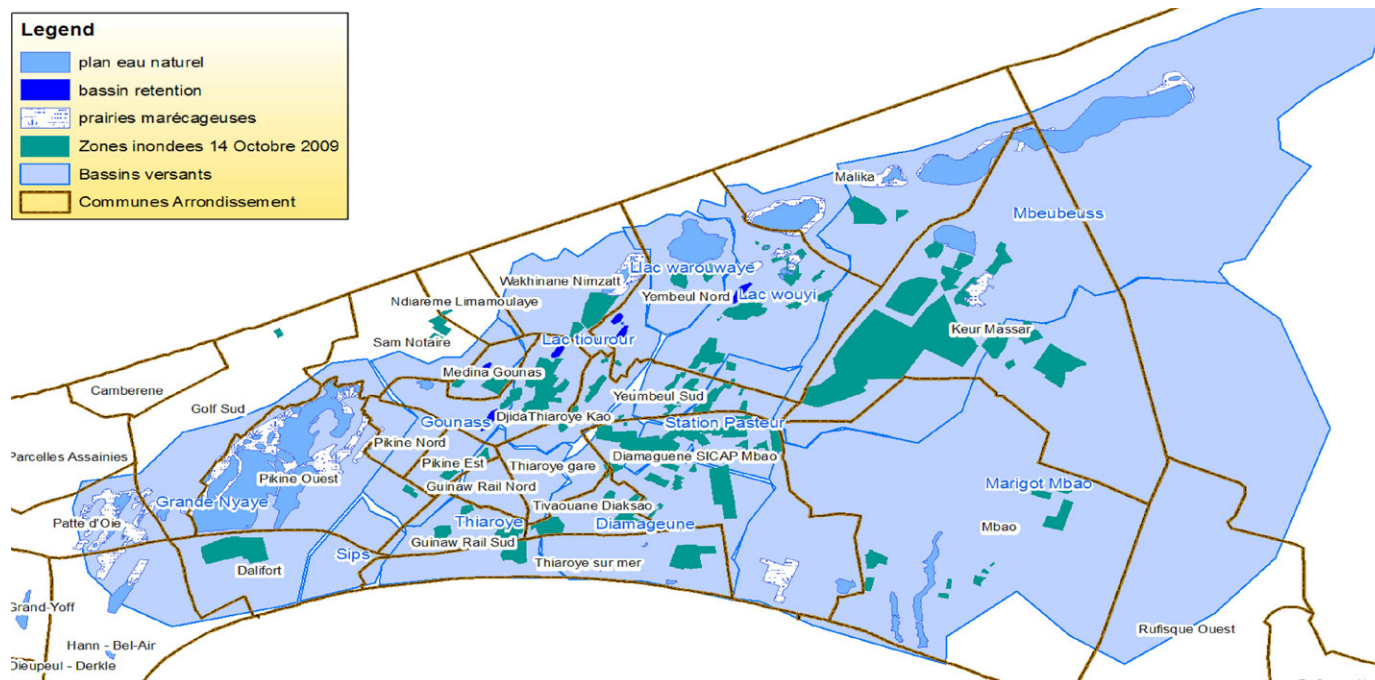 Legend
plan eau naturel
bassin retention
prairies marécageuses
Zones inondees 14 Octobre 2009
Bassins versants
Communes Arrondissement
Malika
Mbeubeuss
Llac warouwaye
Wakhinane Nimzatt
Yembeul Nord
Lac wouyi
Ndiareme Limamoulaye
Keur Massar
Sam Notaire
Lac tiourour
Medina Gounas
Camberene
Yeumbeul Sud
Golf Sud
Gounass
DjidaThiaroye Kao
Station Pasteur
Pikine Nord
Parcelles Assainies
Diamaguene SICAP Mbao
Pikine Est
Thiaroye gare
Pikine Ouest
Guinaw Rail Nord
Marigot Mbao
Grande Nyaye
Tivaouane Diaksao
Patte d'Oie
Thiaroye
Diamageune
Mbao
Guinaw Rail Sud
Sips
Thiaroye sur mer
Dalifort
Grand-Yoff
Rufisque Ouest
Hann - Bel-Air
Dieupeul - Derkle